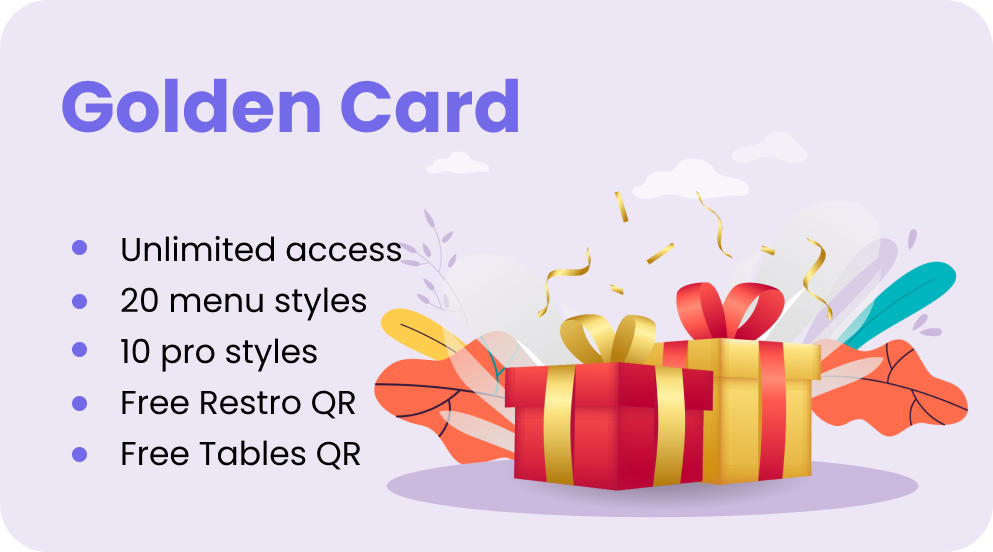 Golden Card
Unlimited access
20 menu styles
10 pro styles
Free Restro QR
Free Tables QR